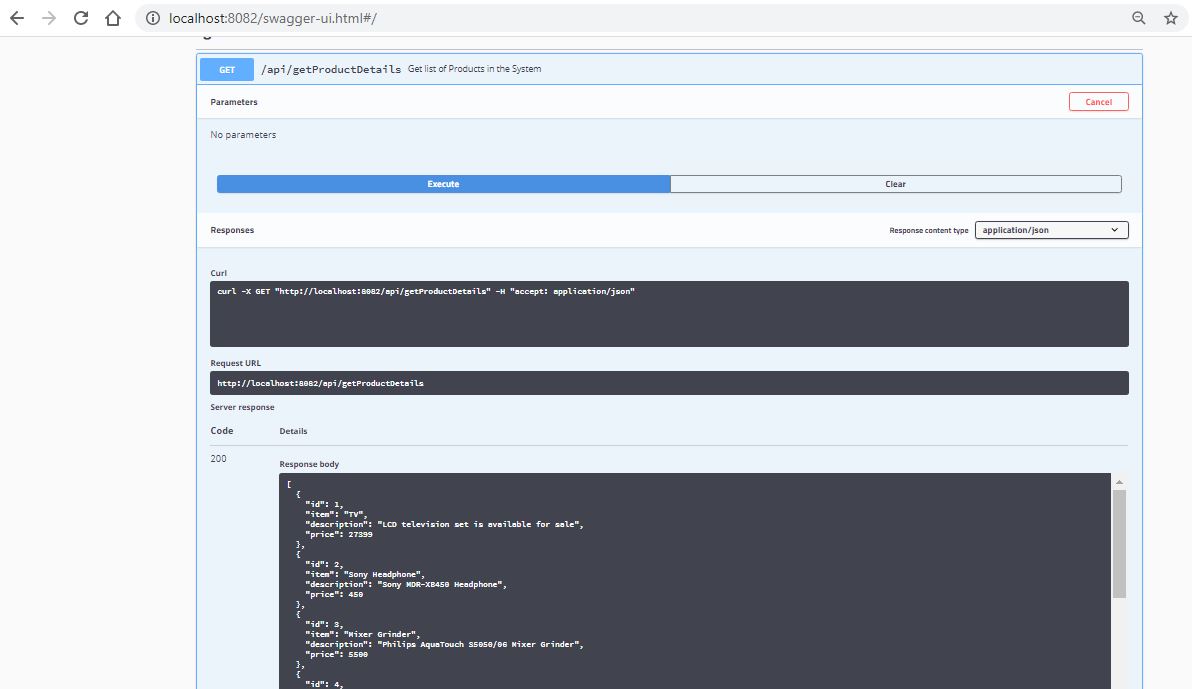 localhost:8082/swagger-ui.html#/
GET /api/getProductDetails Get list of Products in the System
Parameters Cancel
No parameters
Execute Clear
Responses Response content type application/json
Curl
curl -X GET "http://localhost:8082/api/getProductDetails" -H "accept: application/json"
Request URL
http://localhost:8082/api/getProductDetails
Server response
Code Details
200
Response body
[
{
"id": 1,
"item": "TV",
"description": "LCD television set is available for sale",
"price": 27399
},
{
"id": 2,
"item": "Sony Headphone",
"description": "Sony MDR-XB450 Headphone",
"price": 450
},
{
"id": 3,
"item": "Mixer Grinder",
"description": "Philips AquaTouch S5050/06 Mixer Grinder",
"price": 5500
},
{
"id": 4,